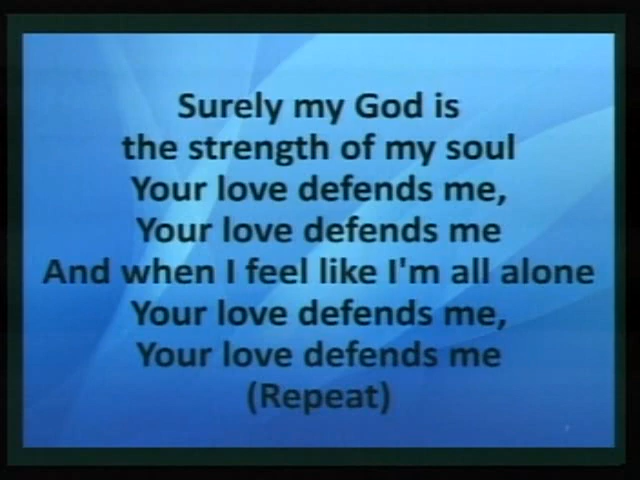 Surely my God is
the strength of my soul
Your love defends me,
Your love defends me
And when I feel like I'm all alone
Your love defends me,
Your love defends me
(Repeat)